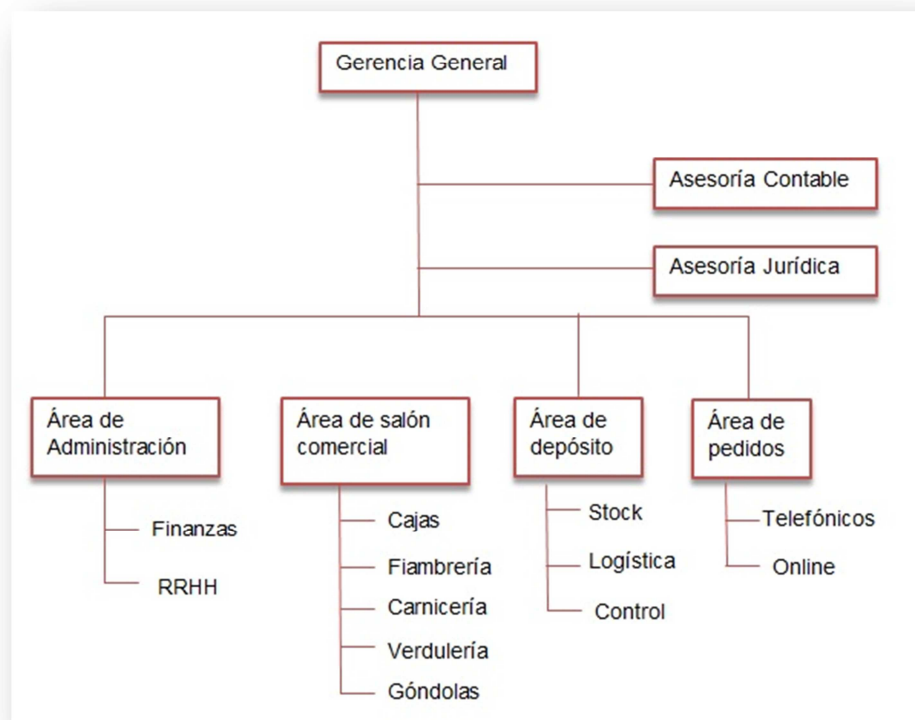 Gerencia General
Asesoría Contable
Asesoría Jurídica
Área de
Administración
Finanzas
RRHH
Área de salón
comercial
Cajas
Fiambrería
Carnicería
Verdulería
Góndolas
Área de
depósito
Stock
Logística
Control
Área de
pedidos
Telefónicos
Online